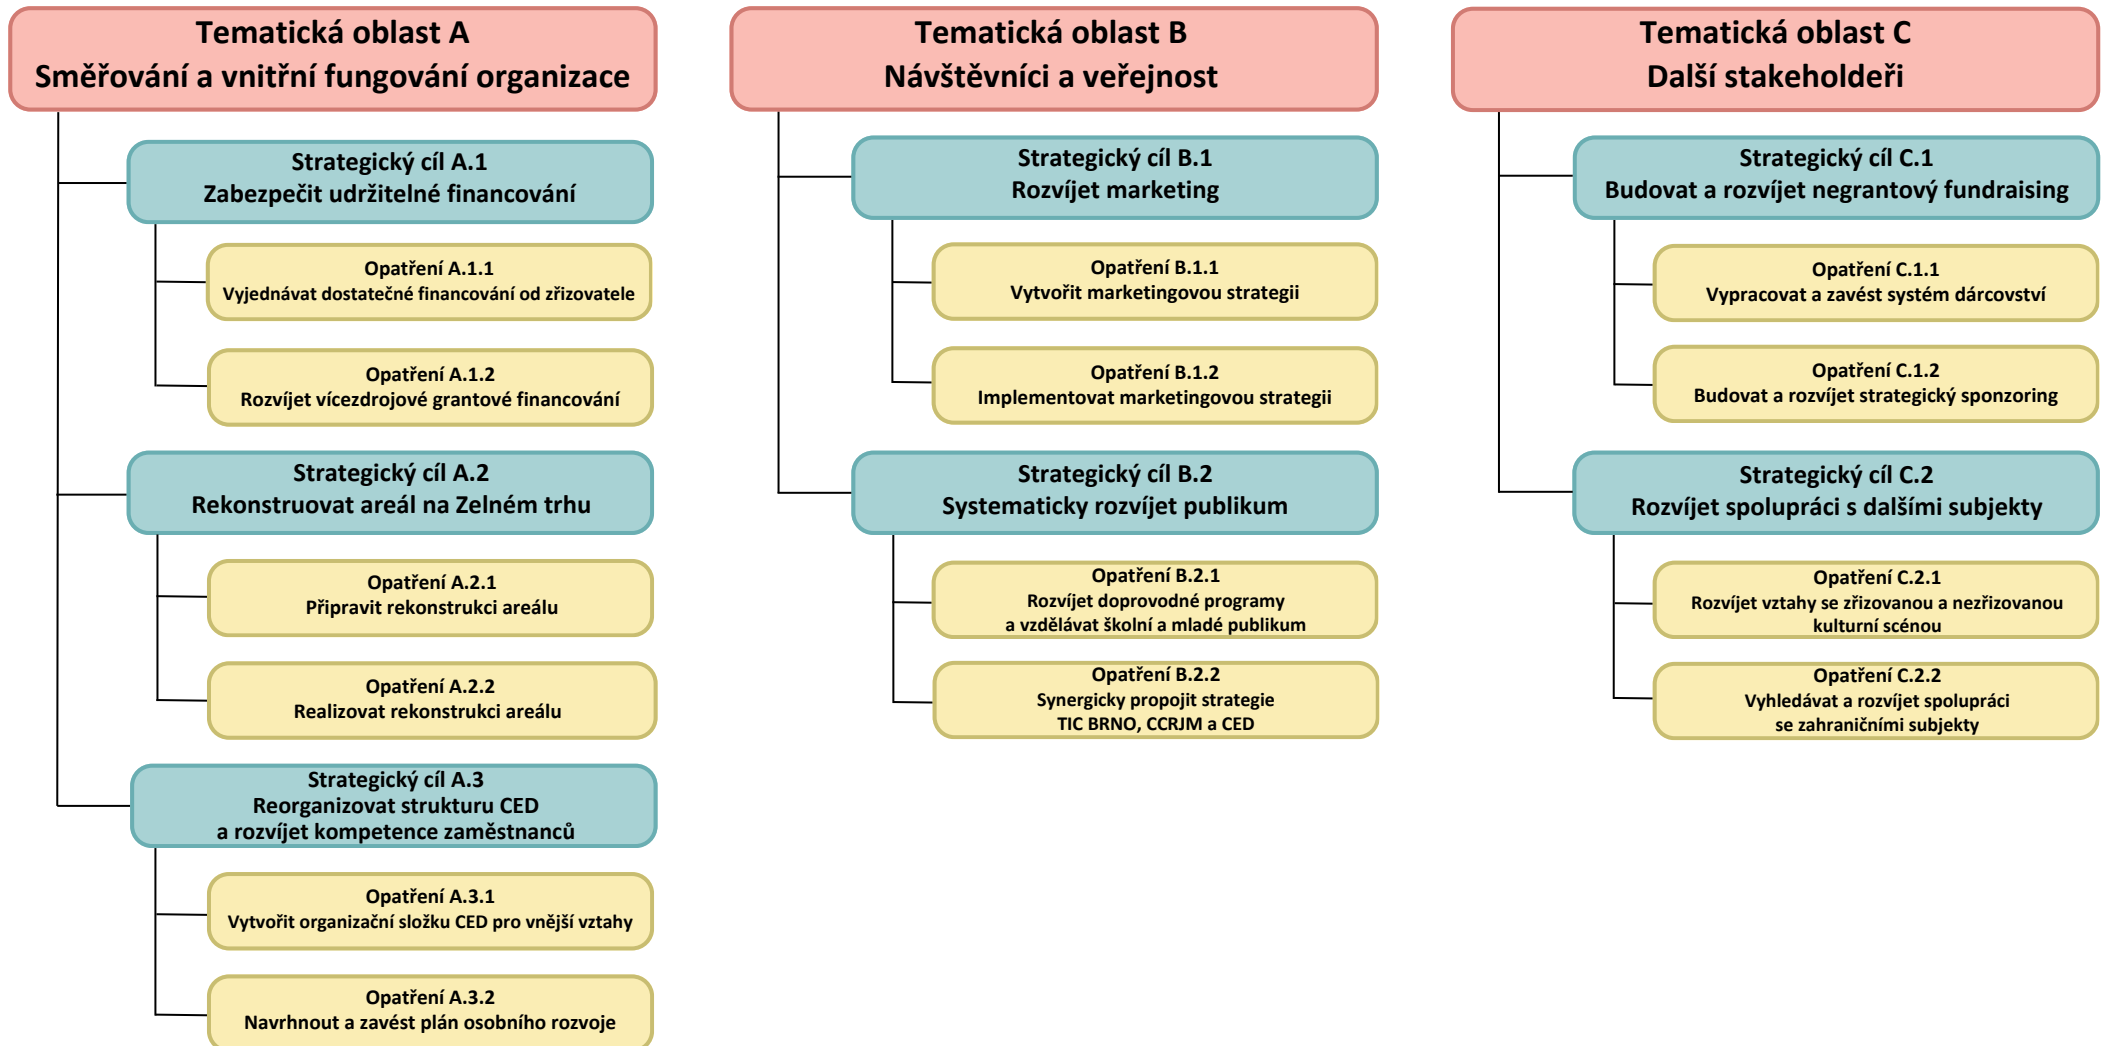 Tematická oblast A
Směřování a vnitřní fungování organizace
Strategický cíl A.1
Zabezpečit udržitelné financování
Opatření A.1.1
Vyjednávat dostatečné financování od zřizovatele
Opatření A.1.2
Rozvíjet vícezdrojové grantové financování
Strategický cíl A.2
Rekonstruovat areál na Zelném trhu
Opatření A.2.1
Připravit rekonstrukci areálu
Opatření A.2.2
Realizovat rekonstrukci areálu
Strategický cíl A.3
Reorganizovat strukturu CED
a rozvíjet kompetence zaměstnanců
Opatření A.3.1
Vytvořit organizační složku CED pro vnější vztahy
Opatření A.3.2
Navrhnout a zavést plán osobního rozvoje
Tematická oblast B
Návštěvníci a veřejnost
Strategický cíl B.1
Rozvíjet marketing
Opatření B.1.1
Vytvořit marketingovou strategii
Opatření B.1.2
Implementovat marketingovou strategii
Strategický cíl B.2
Systematicky rozvíjet publikum
Opatření B.2.1
Rozvíjet doprovodné programy
a vzdělávat školní a mladé publikum
Opatření B.2.2
Synergicky propojit strategie
TIC BRNO, CCRJM a CED
Tematická oblast C
Další stakeholdeři
Strategický cíl C.1
Budovat a rozvíjet negrantový fundraising
Opatření C.1.1
Vypracovat a zavést systém dárcovství
Opatření C.1.2
Budovat a rozvíjet strategický sponzoring
Strategický cíl C.2
Rozvíjet spolupráci s dalšími subjekty
Opatření C.2.1
Rozvíjet vztahy se zřizovanou a nezřizovanou
kulturní scénou
Opatření C.2.2
Vyhledávat a rozvíjet spolupráci
se zahraničními subjekty